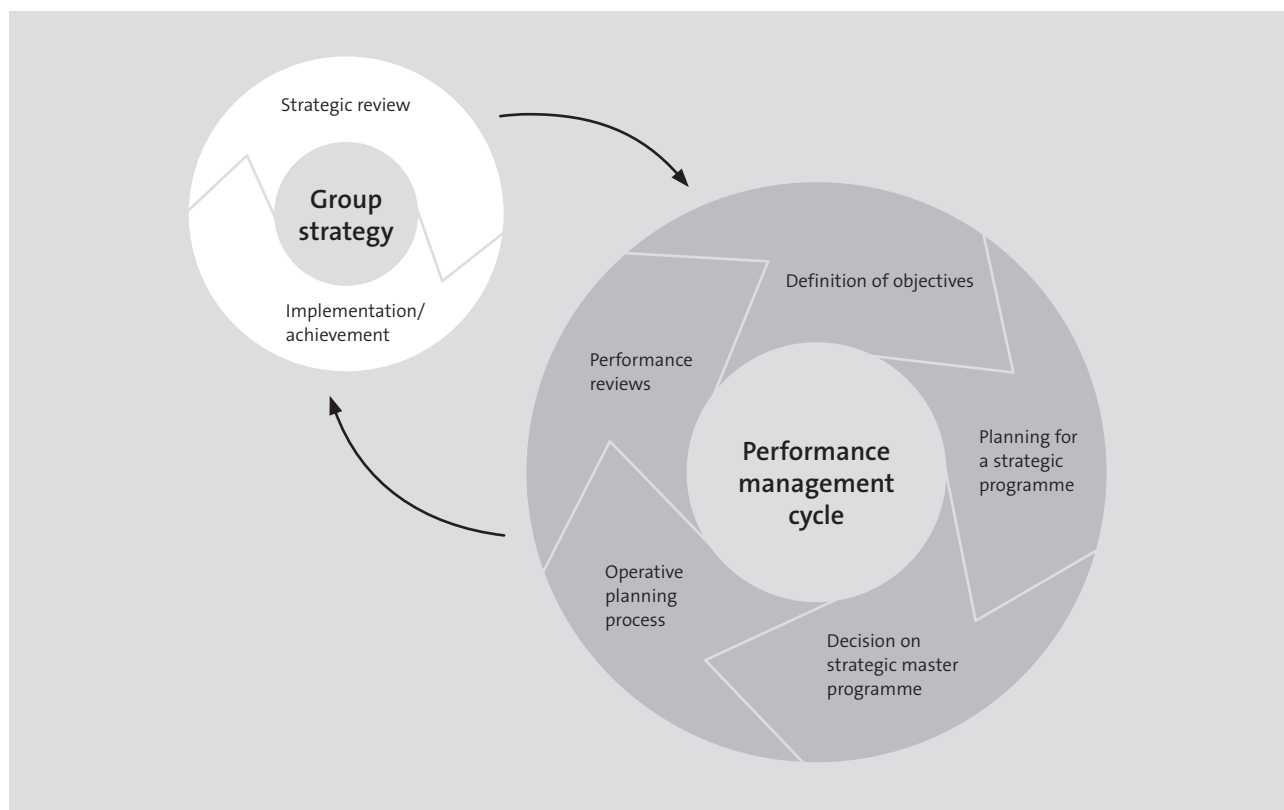 Strategic review
Group
strategy
Implementation/
achievement
Definition of objectives
Planning for
a strategic
programme
Decision on
strategic master
programme
Operative
planning
process
Performance
reviews
Performance
management
cycle